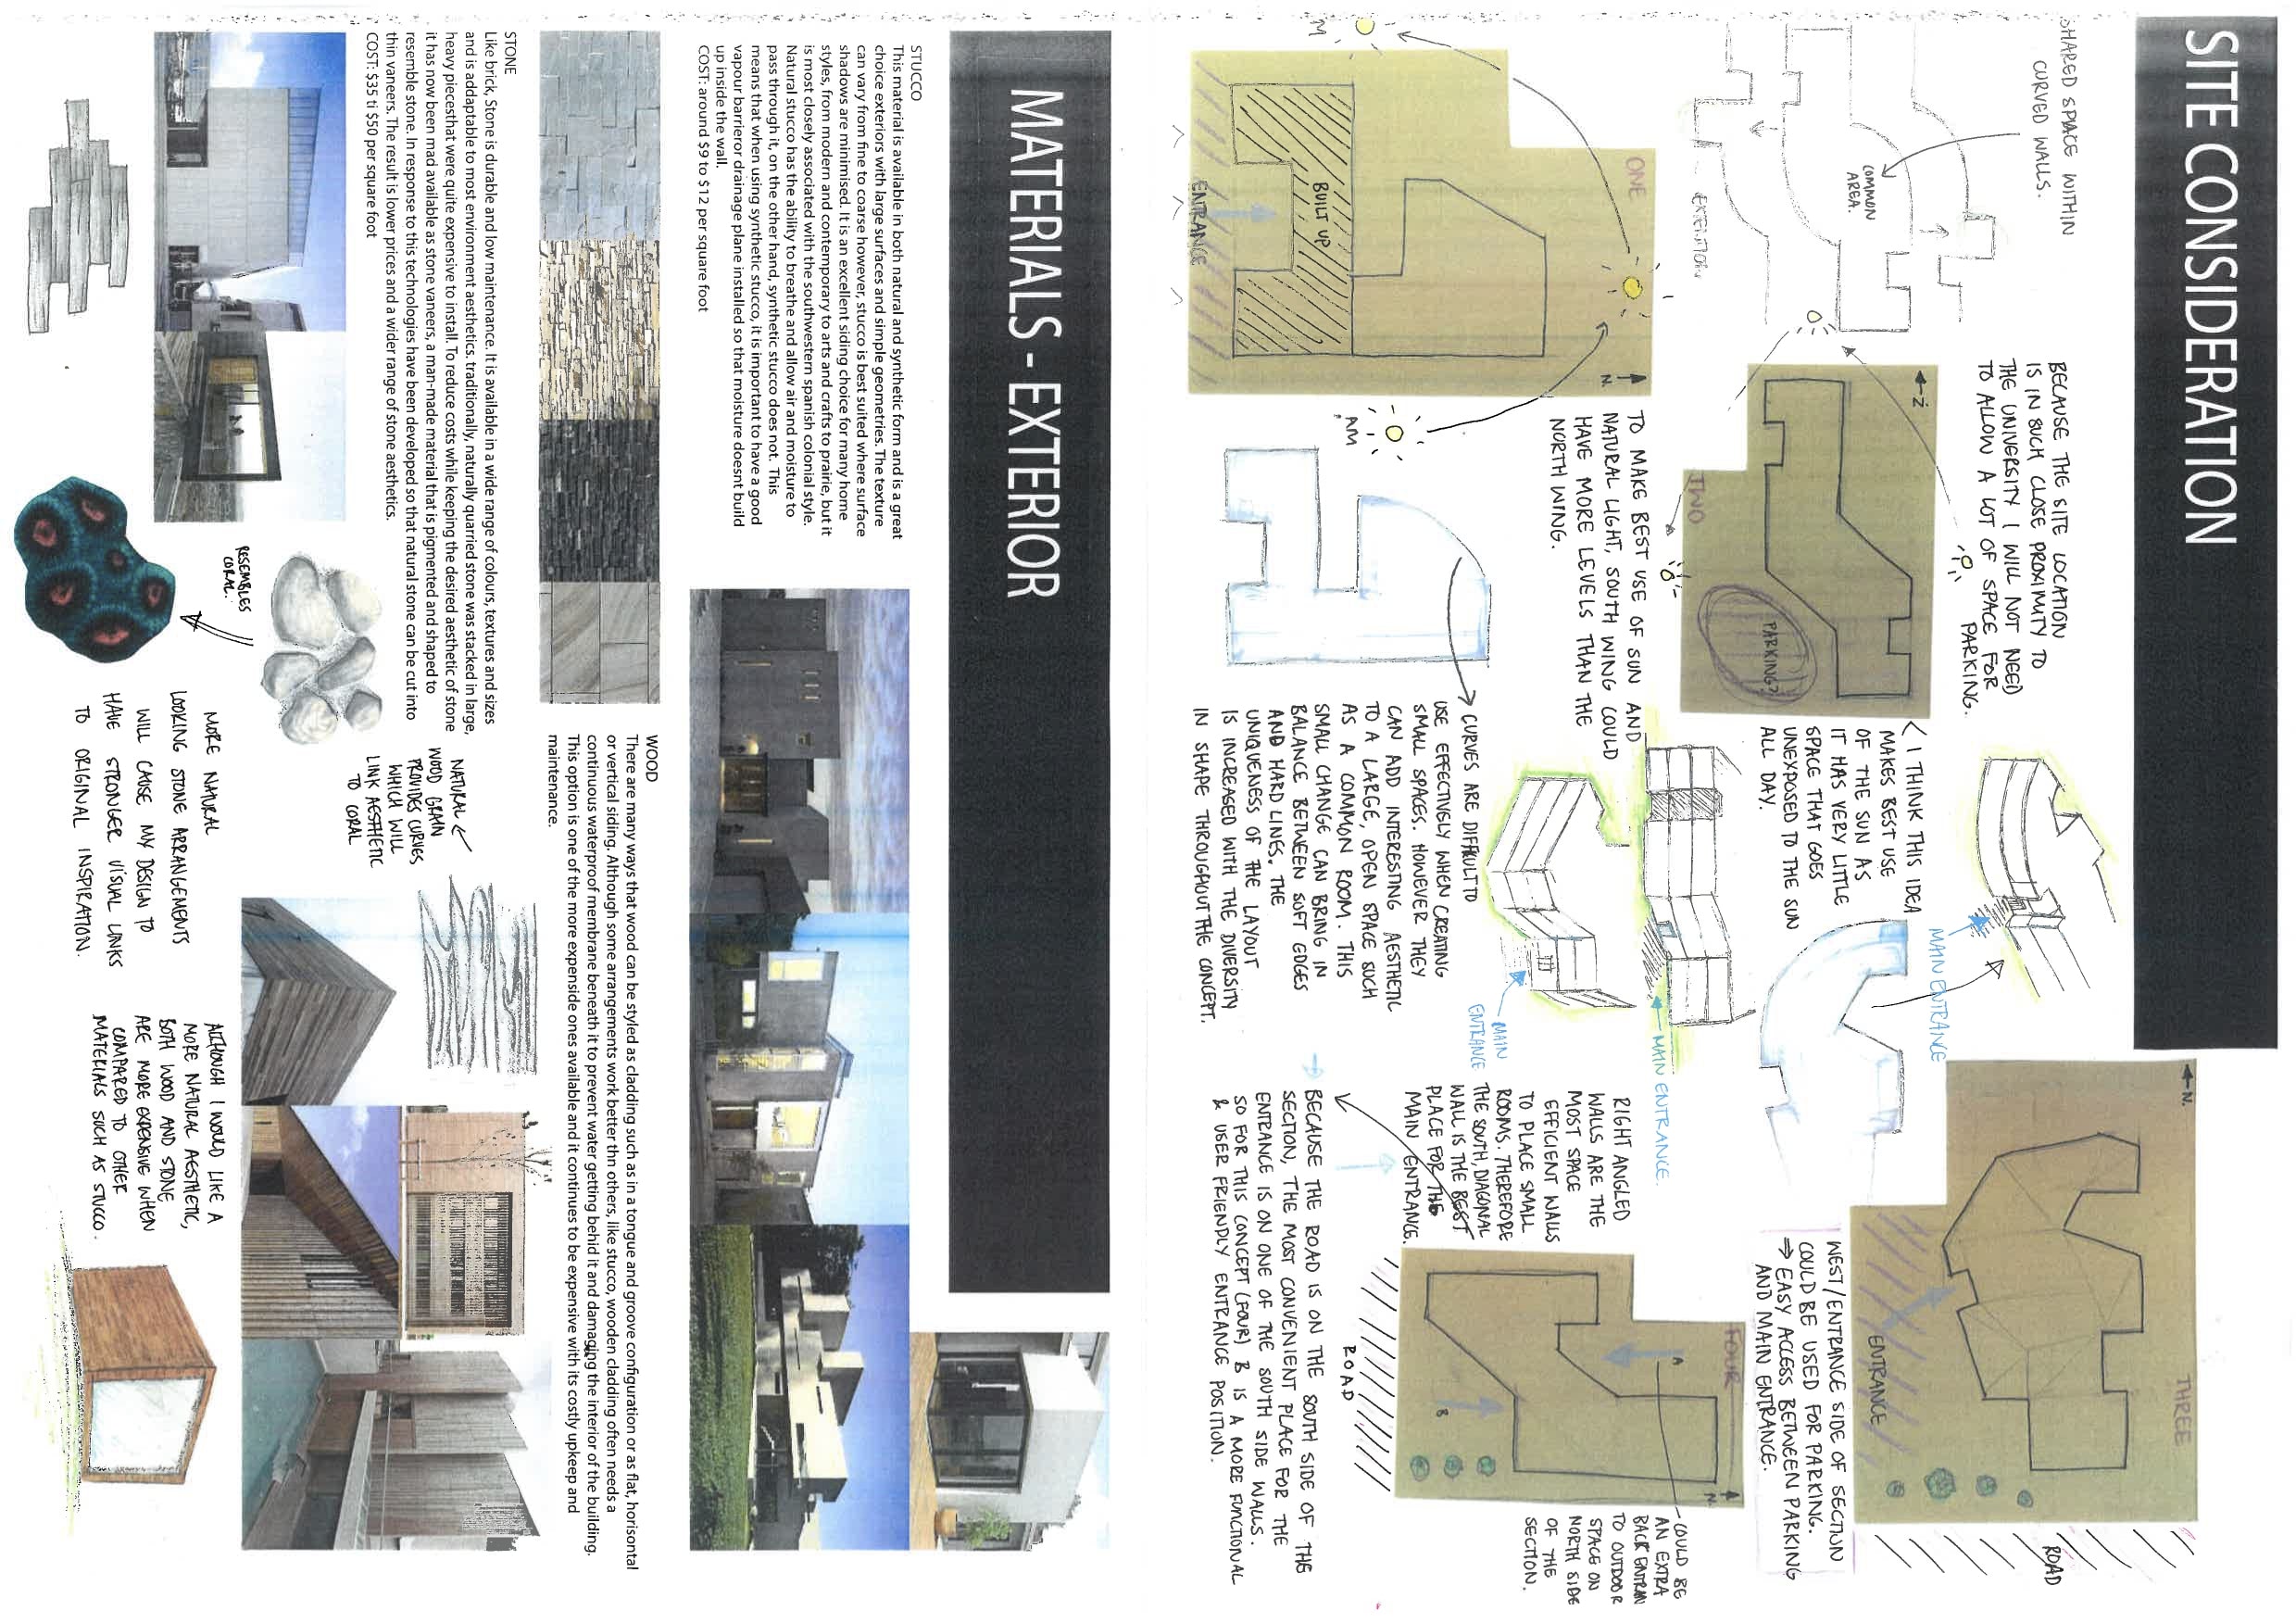 SITE CONSIDERATION
SHARED SPACE WITHIN
CURVED WALLS.
COMMON
AREA.
EXTENTION
BECAUSE THE SITE LOCATION
IS IN SUCH CLOSE PROXIMITY TO
THE UNIVERSITY I WILL NOT NEED
TO ALLOW A LOT OF SPACE FOR
PARKING.
N
PARKING?
TWO
MAIN ENTRANCE
< I THINK THIS IDEA
MAKES BEST USE
OF THE SUN AS
IT HAS VERY LITTLE
SPACE THAT GOES
UNEXPOSED TO THE SUN
ALL DAY.
N.
THREE
ROAD
ENTRANCE
WEST/ENTRANCE SIDE OF SECTION
COULD BE USED FOR PARKING.
⇒ EASY ACCESS BETWEEN PARKING
AND MAIN ENTRANCE.
ONE
N.
BUILT UP
ENTRANCE
AM
TO MAKE BEST USE OF SUN AND
NATURAL LIGHT, SOUTH WING COULD
HAVE MORE LEVELS THAN THE
NORTH WING.
MAIN ENTRANCE.
MAIN
ENTRANCE
CURVES ARE DIFFICULT TO
USE EFFECTIVELY WHEN CREATING
SMALL SPACES. HOWEVER THEY
CAN ADD INTERESTING AESTHETIC
TO A LARGE, OPEN SPACE SUCH
AS A COMMON ROOM. THIS
SMALL CHANGE CAN BRING IN
BALANCE BETWEEN SOFT EDGES
AND HARD LINES. THE
UNIQUENESS OF THE LAYOUT
IS INCREASED WITH THE DIVERSITY
IN SHAPE THROUGHOUT THE CONCEPT.
RIGHT ANGLED
WALLS ARE THE
MOST SPACE
EFFICIENT WALLS
TO PLACE SMALL
ROOMS. THEREFORE
THE SOUTH, DIAGONAL
WALL IS THE BEST
PLACE FOR THE
MAIN ENTRANCE.
FOUR
N.
A
B
ROAD
COULD BE
AN EXTRA
BACK ENTRAN
TO OUTDOOR
SPACE ON
NORTH SIDE
OF THE
SECTION.
BECAUSE THE ROAD IS ON THE SOUTH SIDE OF THE
SECTION, THE MOST CONVENIENT PLACE FOR THE
ENTRANCE IS ON ONE OF THE SOUTH SIDE WALLS.
SO FOR THIS CONCEPT (FOUR) B IS A MORE FUNCTIONAL
& USER FRIENDLY ENTRANCE POSITION.
MATERIALS - EXTERIOR
STUCCO
This material is available in both natural and synthetic form and is a great
choice exteriors with large surfaces and simple geometries. The texture
can vary from fine to coarse however, stucco is best suited where surface
shadows are minimised. It is an excellent siding choice for many home
styles, from modern and contemporary to arts and crafts to prairie, but it
is most closely associated with the southwestern spanish colonial style.
Natural stucco has the ability to breathe and allow air and moisture to
pass through it, on the other hand, synthetic stucco does not. This
means that when using synthetic stucco, it is important to have a good
vapour barrieror drainage plane installed so that moisture doesnt build
up inside the wall.
COST: around $9 to $12 per square foot
WOOD
There are many ways that wood can be styled as cladding such as in a tongue and groove configuration or as flat, horisontal
or vertical siding. Although some arrangements work better thn others, like stucco, wooden cladding often needs a
continuous waterproof membrane beneath it to prevent water getting behid it and damaging the interior of the building.
This option is one of the more expenside ones available and it continues to be expensive with its costly upkeep and
maintenance.
STONE
Like brick, Stone is durable and low maintenance. It is available in a wide range of colours, textures and sizes
and is addaptable to most environment aesthetics. traditionally, naturally quarried stone was stacked in large,
heavy piecesthat were quite expensive to install. To reduce costs while keeping the desired aesthetic of stone
it has now been mad available as stone vaneers, a man-made material that is pigmented and shaped to
resemble stone. In response to this technologies have been developed so that natural stone can be cut into
thin vaneers. The result is lower prices and a wider range of stone aesthetics.
COST: $35 ti $50 per square foot
NATURAL
WOOD GRAIN
PROVIDES CURVES
WHICH WILL
LINK AESTHETIC
TO CORAL
RESEMBLES
CORAL.
MORE NATURAL
LOOKING STONE ARRANGEMENTS
WILL CAUSE MY DESIGN TO
HAVE STRONGER VISUAL LINKS
TO ORIGINAL INSPIRATION.
ALTHOUGH I WOULD LIKE A
MORE NATURAL AESTHETIC,
BOTH WOOD AND STONE
ARE MORE EXPENSIVE WHEN
COMPARED TO OTHER
MATERIALS SUCH AS STUCCO.